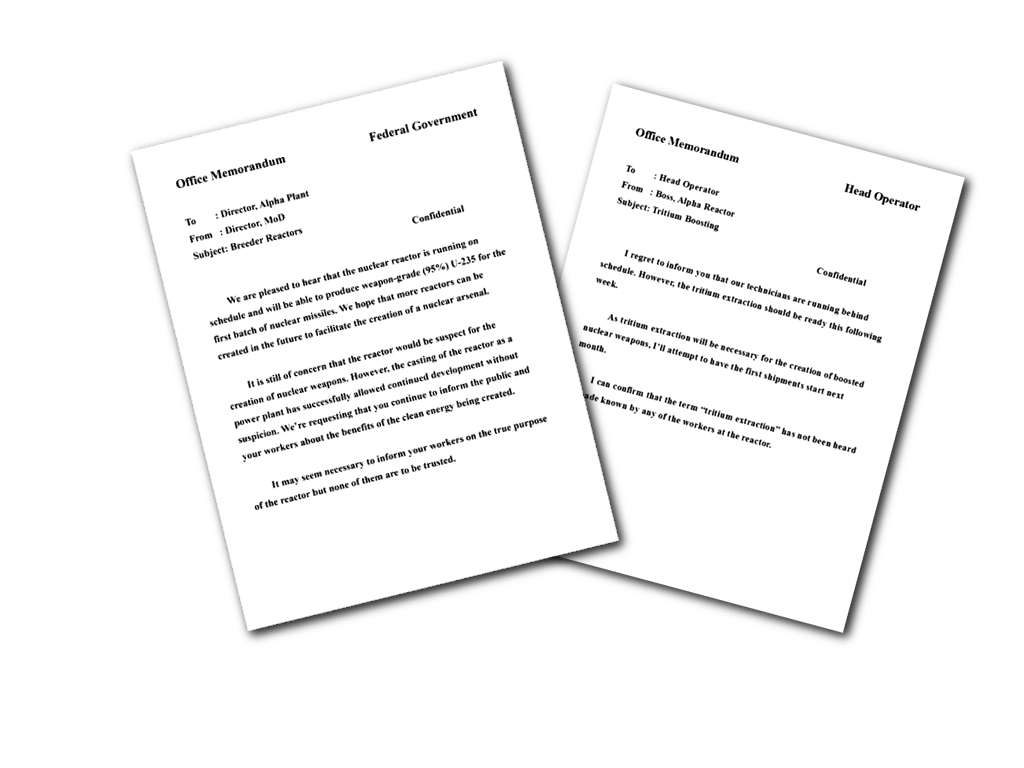 Federal Government
Office Memorandum
To : Director, Alpha Plant
From : Director, MoD
Subject: Breeder Reactors
Confidential
We are pleased to hear that the nuclear reactor is running on
schedule and will be able to produce weapon-grade (95%) U-235 for the
first batch of nuclear missiles. We hope that more reactors can be
created in the future to facilitate the creation of a nuclear arsenal.
It is still of concern that the reactor would be suspect for the
creation of nuclear weapons. However, the casting of the reactor as a
power plant has successfully allowed continued development without
suspicion. We're requesting that you continue to inform the public and
your workers about the benefits of the clean energy being created.
It may seem necessary to inform your workers on the true purpose
of the reactor but none of them are to be trusted.
Office Memorandum
Head Operator
To : Head Operator
From : Boss, Alpha Reactor
Subject: Tritium Boosting
Confidential
I regret to inform you that our technicians are running behind
schedule. However, the tritium extraction should be ready this following
week.
As tritium extraction will be necessary for the creation of boosted
nuclear weapons, I'll attempt to have the first shipments start next
month.
I can confirm that the term “tritium extraction” has not been heard
ade known by any of the workers at the reactor.